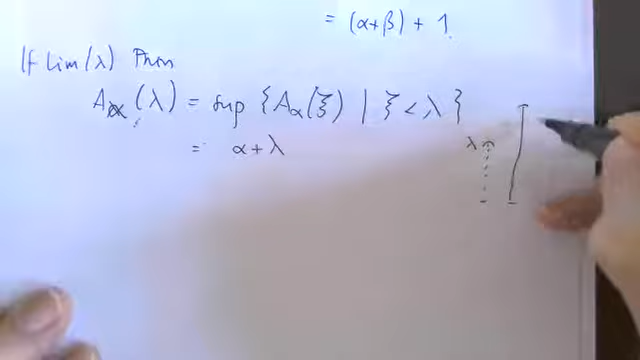 = (α+β) + 1.
If Lim(λ) Then
A_α(λ) = sup {A_α(ξ) | ξ < λ}
= α+λ
λ